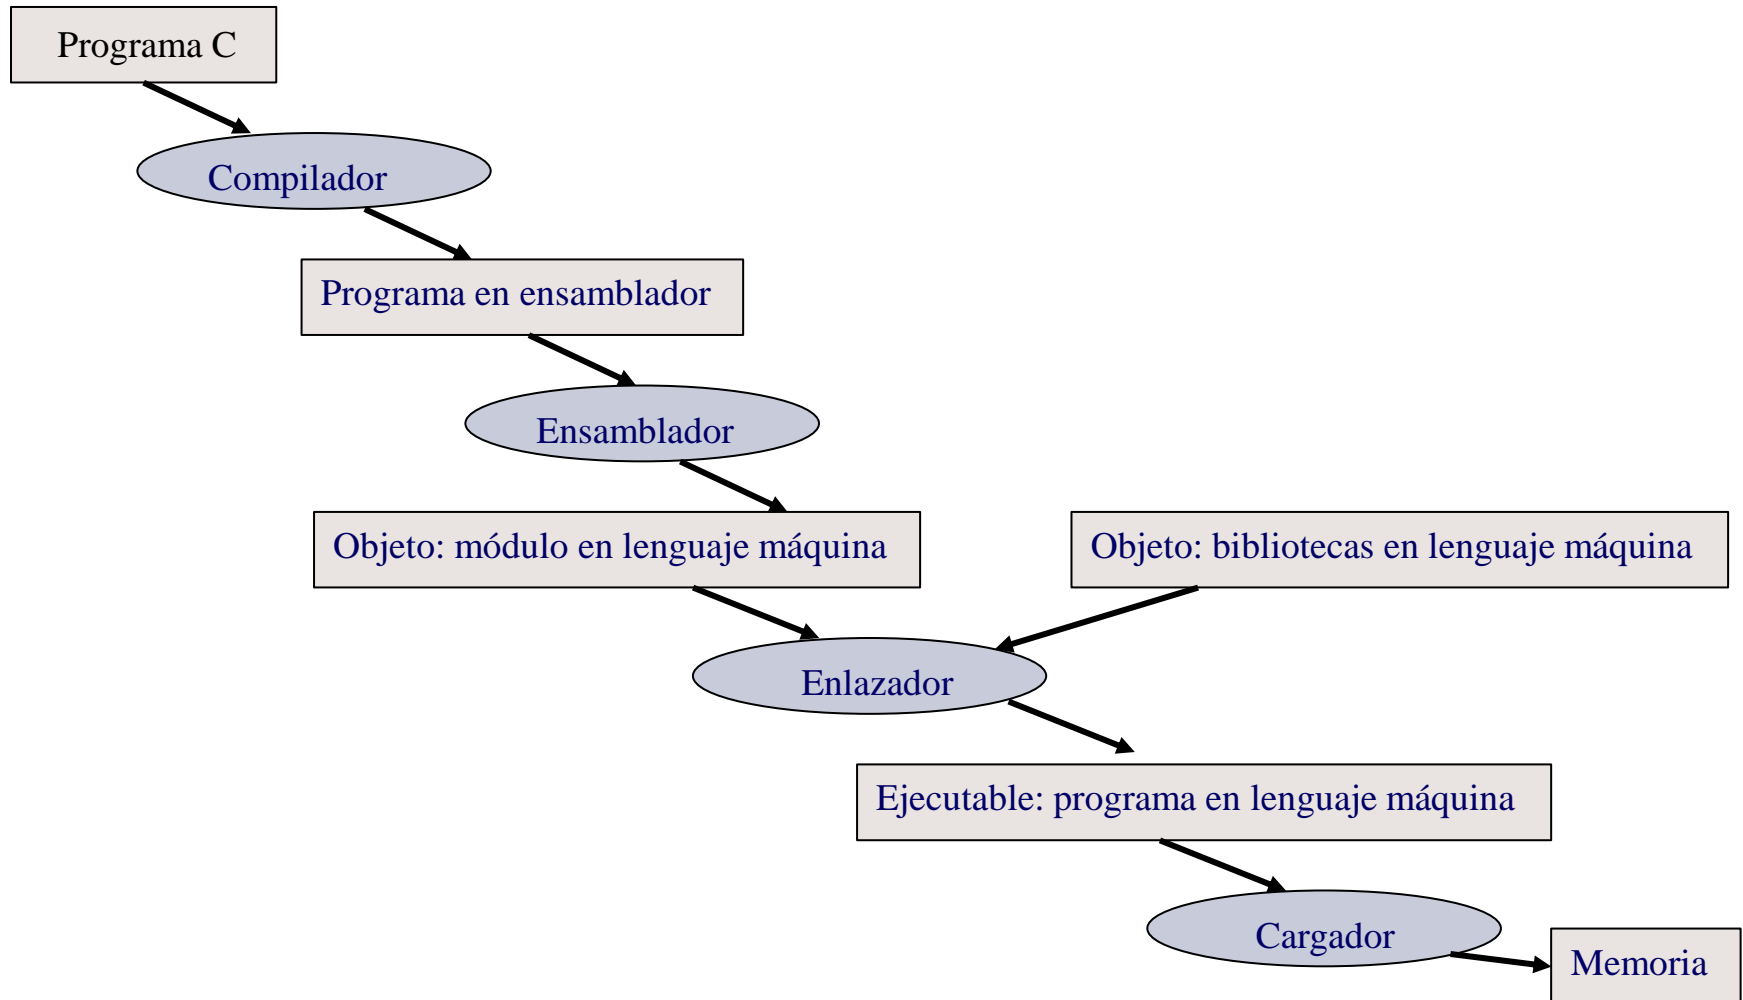 Programa C
Compilador
Programa en ensamblador
Ensamblador
Objeto: módulo en lenguaje máquina
Objeto: bibliotecas en lenguaje máquina
Enlazador
Ejecutable: programa en lenguaje máquina
Cargador
Memoria